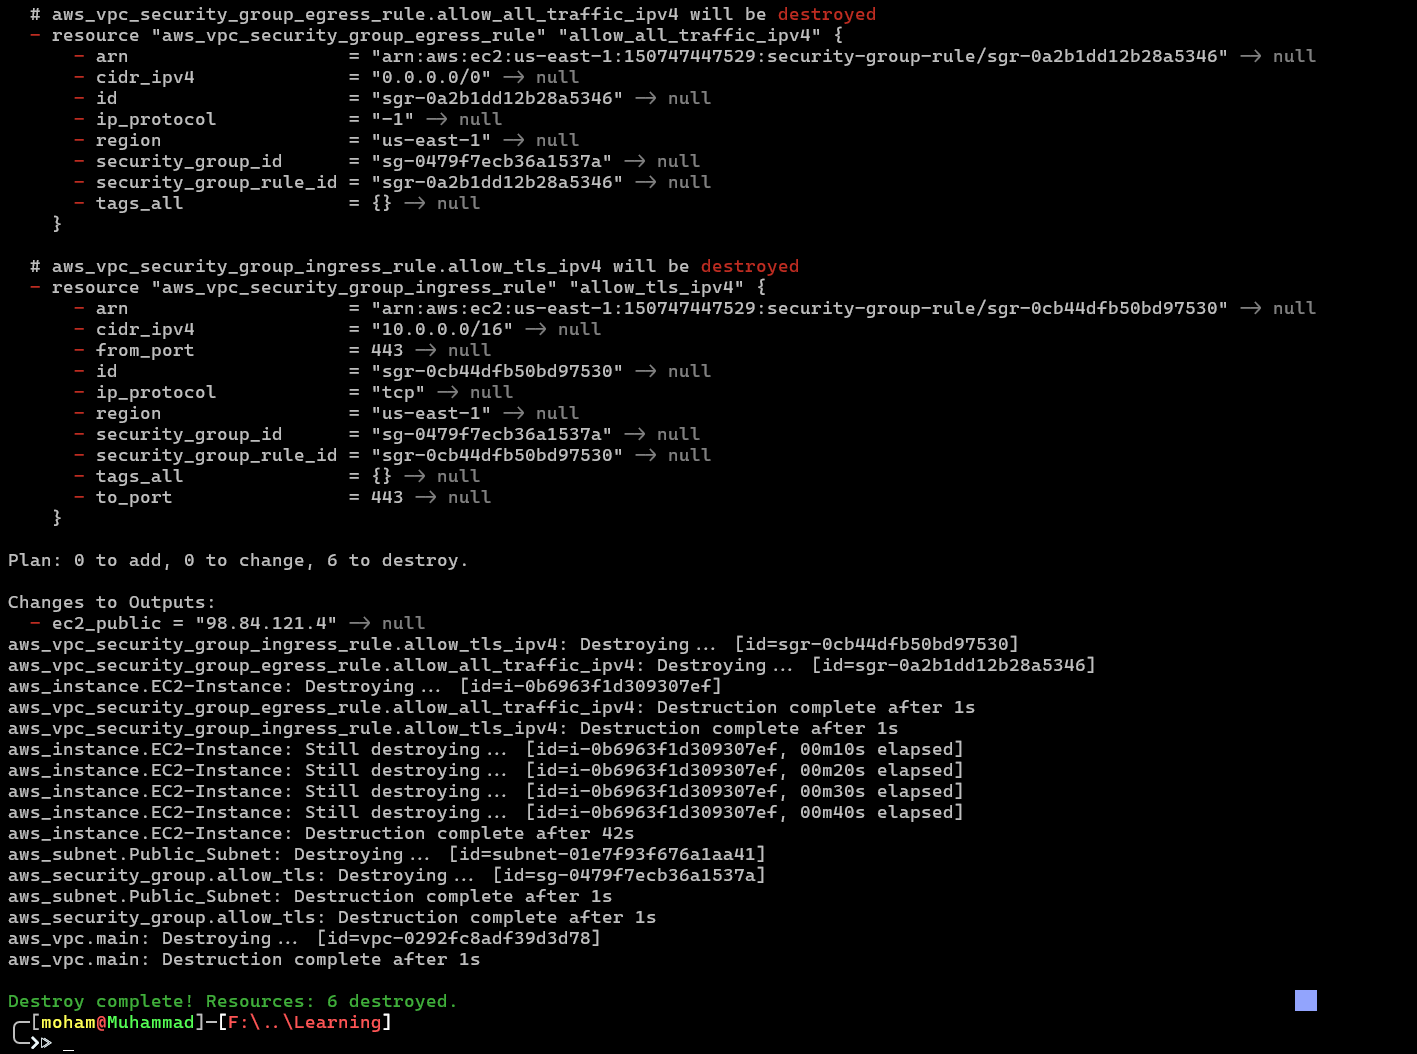 # aws_vpc_security_group_egress_rule.allow_all_traffic_ipv4 will be destroyed
- resource "aws_vpc_security_group_egress_rule" "allow_all_traffic_ipv4" {
- arn = "arn:aws:ec2:us-east-1:150747447529:security-group-rule/sgr-0a2b1dd12b28a5346" -> null
- cidr_ipv4 = "0.0.0.0/0" -> null
- id = "sgr-0a2b1dd12b28a5346" -> null
- ip_protocol = "-1" -> null
- region = "us-east-1" -> null
- security_group_id = "sg-0479f7ecb36a1537a" -> null
- security_group_rule_id = "sgr-0a2b1dd12b28a5346" -> null
- tags_all = {} -> null
}
# aws_vpc_security_group_ingress_rule.allow_tls_ipv4 will be destroyed
- resource "aws_vpc_security_group_ingress_rule" "allow_tls_ipv4" {
- arn = "arn:aws:ec2:us-east-1:150747447529:security-group-rule/sgr-0cb44dfb50bd97530" -> null
- cidr_ipv4 = "10.0.0.0/16" -> null
- from_port = 443 -> null
- id = "sgr-0cb44dfb50bd97530" -> null
- ip_protocol = "tcp" -> null
- region = "us-east-1" -> null
- security_group_id = "sg-0479f7ecb36a1537a" -> null
- security_group_rule_id = "sgr-0cb44dfb50bd97530" -> null
- tags_all = {} -> null
- to_port = 443 -> null
}
Plan: 0 to add, 0 to change, 6 to destroy.
Changes to Outputs:
- ec2_public = "98.84.121.4" -> null
aws_vpc_security_group_ingress_rule.allow_tls_ipv4: Destroying... [id=sgr-0cb44dfb50bd97530]
aws_vpc_security_group_egress_rule.allow_all_traffic_ipv4: Destroying... [id=sgr-0a2b1dd12b28a5346]
aws_instance.EC2-Instance: Destroying... [id=i-0b6963f1d309307ef]
aws_vpc_security_group_egress_rule.allow_all_traffic_ipv4: Destruction complete after 1s
aws_vpc_security_group_ingress_rule.allow_tls_ipv4: Destruction complete after 1s
aws_instance.EC2-Instance: Still destroying... [id=i-0b6963f1d309307ef, 00m10s elapsed]
aws_instance.EC2-Instance: Still destroying... [id=i-0b6963f1d309307ef, 00m20s elapsed]
aws_instance.EC2-Instance: Still destroying... [id=i-0b6963f1d309307ef, 00m30s elapsed]
aws_instance.EC2-Instance: Still destroying... [id=i-0b6963f1d309307ef, 00m40s elapsed]
aws_instance.EC2-Instance: Destruction complete after 42s
aws_subnet.Public_Subnet: Destroying... [id=subnet-01e7f93f676a1aa41]
aws_security_group.allow_tls: Destroying... [id=sg-0479f7ecb36a1537a]
aws_subnet.Public_Subnet: Destruction complete after 1s
aws_security_group.allow_tls: Destruction complete after 1s
aws_vpc.main: Destroying... [id=vpc-0292fc8adf39d3d78]
aws_vpc.main: Destruction complete after 1s
Destroy complete! Resources: 6 destroyed.
[moham@Muhammad]-[F:\..\Learning]